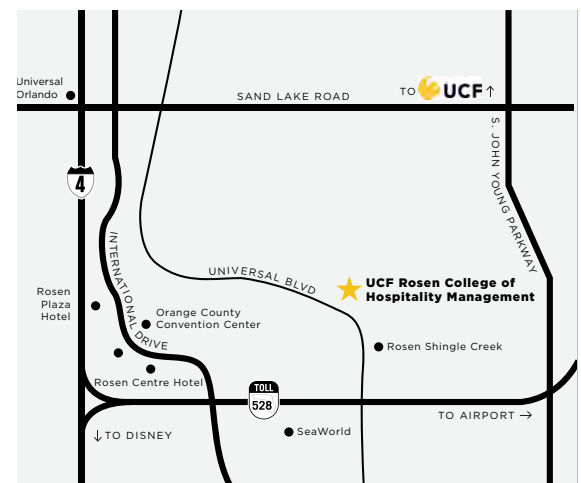 Universal
Orlando
SAND LAKE ROAD
TO UCF ↑
S. JOHN YOUNG PARKWAY
4
INTERNATIONAL DRIVE
UNIVERSAL BLVD
UCF Rosen College of
Hospitality Management
Rosen
Plaza
Hotel
Orange County
Convention Center
Rosen Shingle Creek
Rosen Centre Hotel
TOLL
528
TO AIRPORT →
↓ TO DISNEY
SeaWorld